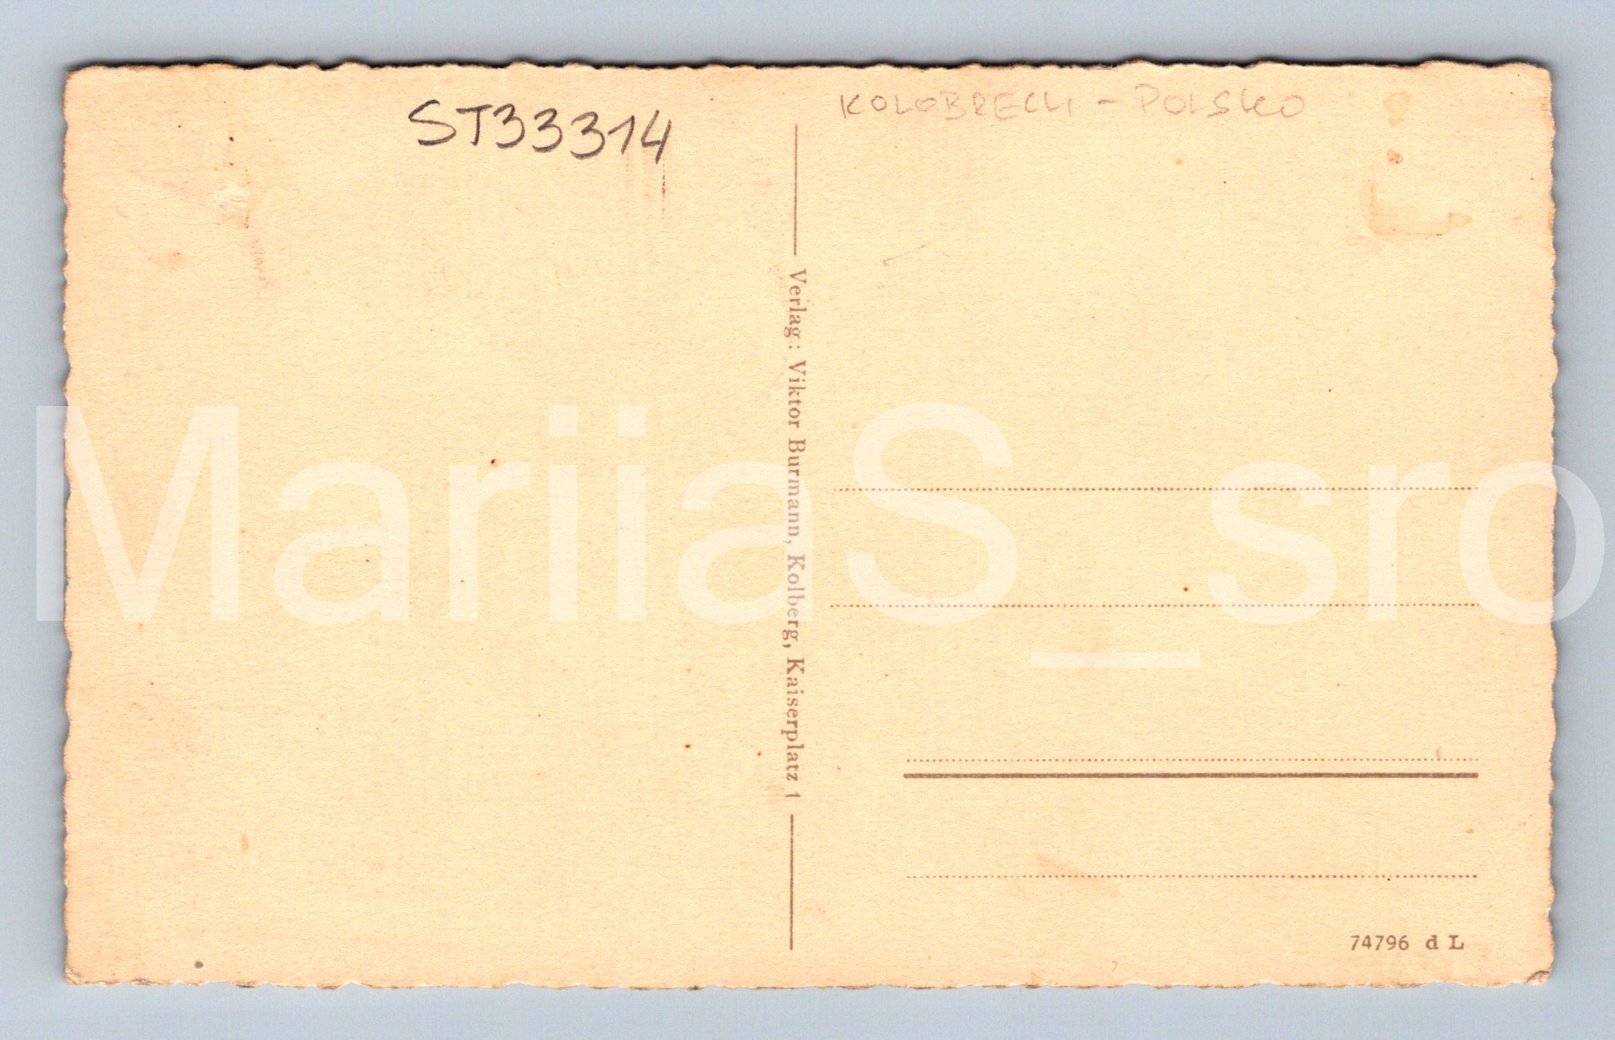 ST33314
KOLOBRECH - POLSKO
Verlag: Viktor Burmann, Kolberg, Kaiserplatz 1
MariiaS_sro
74796 d L